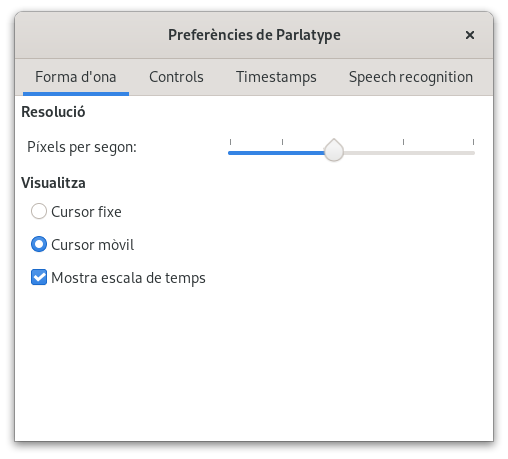 Preferències de Parlatype
Forma d'ona Controls Timestamps Speech recognition
Resolució
Píxels per segon:
Visualitza
Cursor fixe
Cursor mòvil
Mostra escala de temps